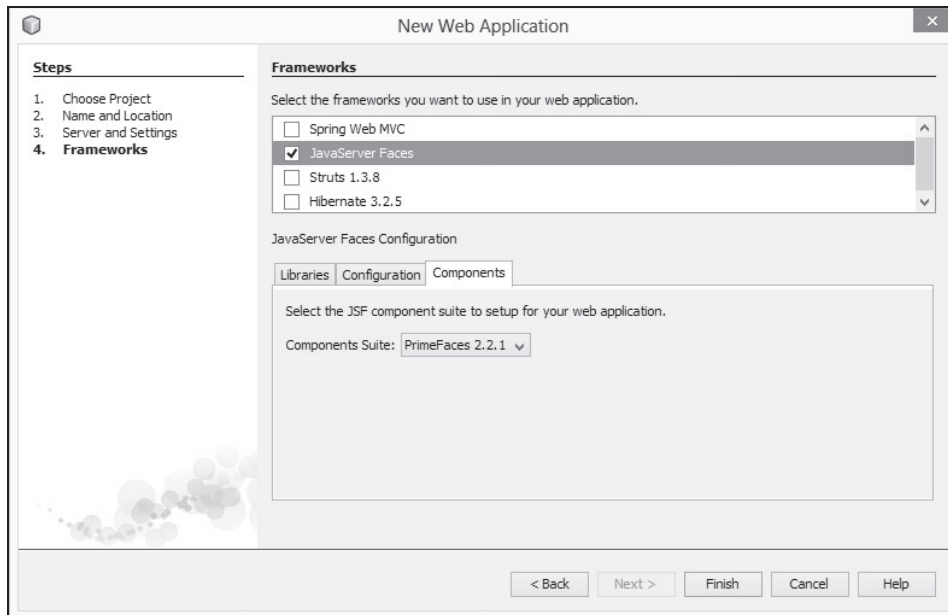 New Web Application
Steps
1. Choose Project
2. Name and Location
3. Server and Settings
4. Frameworks
Frameworks
Select the frameworks you want to use in your web application.
Spring Web MVC
JavaServer Faces
Struts 1.3.8
Hibernate 3.2.5
JavaServer Faces Configuration
Libraries Configuration Components
Select the JSF component suite to setup for your web application.
Components Suite: PrimeFaces 2.2.1
< Back Next > Finish Cancel Help